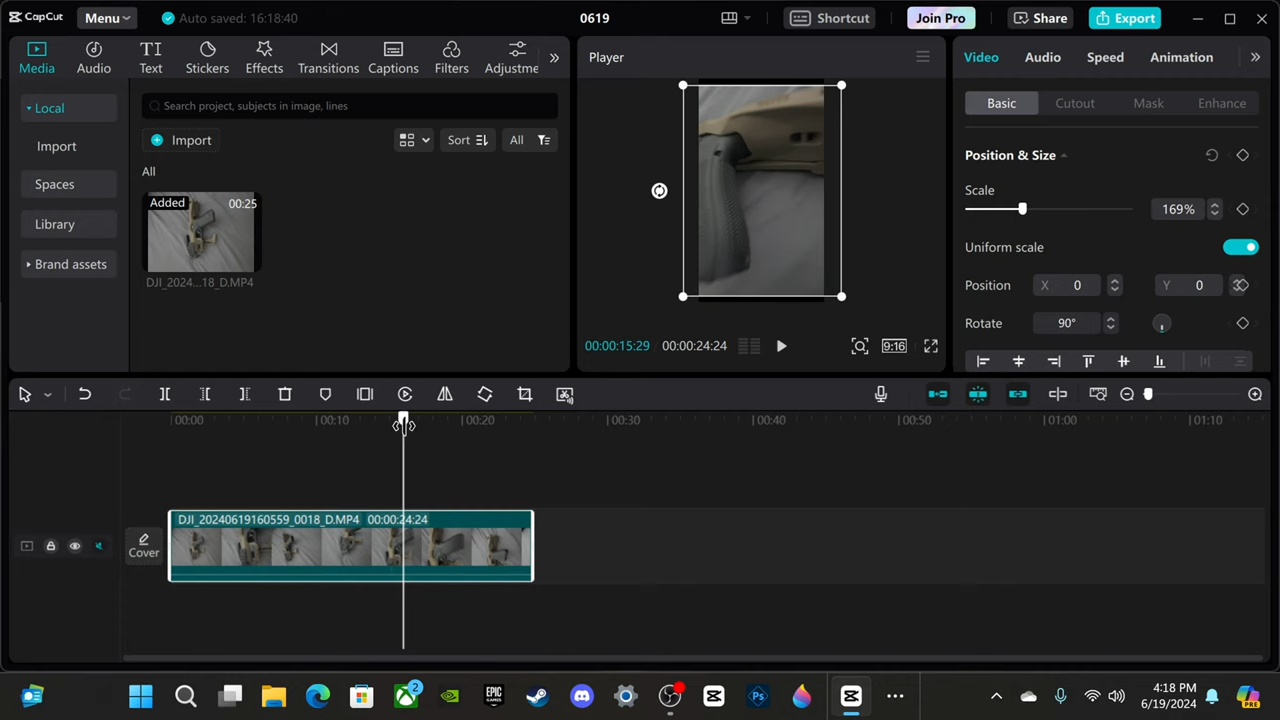 CapCut
Menu
Auto saved: 16:18:40
0619
Shortcut
Join Pro
Share
Export
Media
Audio
Text
Stickers
Effects
Transitions
Captions
Filters
Adjustme
Local
Import
Spaces
Library
Brand assets
Search project, subjects in image, lines
Import
Sort
All
All
Added
00:25
DJI_2024...18_D.MP4
Player
00:00:15:29
00:00:24:24
9:16
Video
Audio
Speed
Animation
Basic
Cutout
Mask
Enhance
Position & Size
Scale
169%
Uniform scale
Position
X 0
Y 0
Rotate
90°
00:00
00:10
00:20
00:30
00:40
00:50
01:00
01:10
Cover
DJI_20240619160559_0018_D.MP4 00:00:24:24
2
EPIC GAMES
Ps
PRE
4:18 PM
6/19/2024